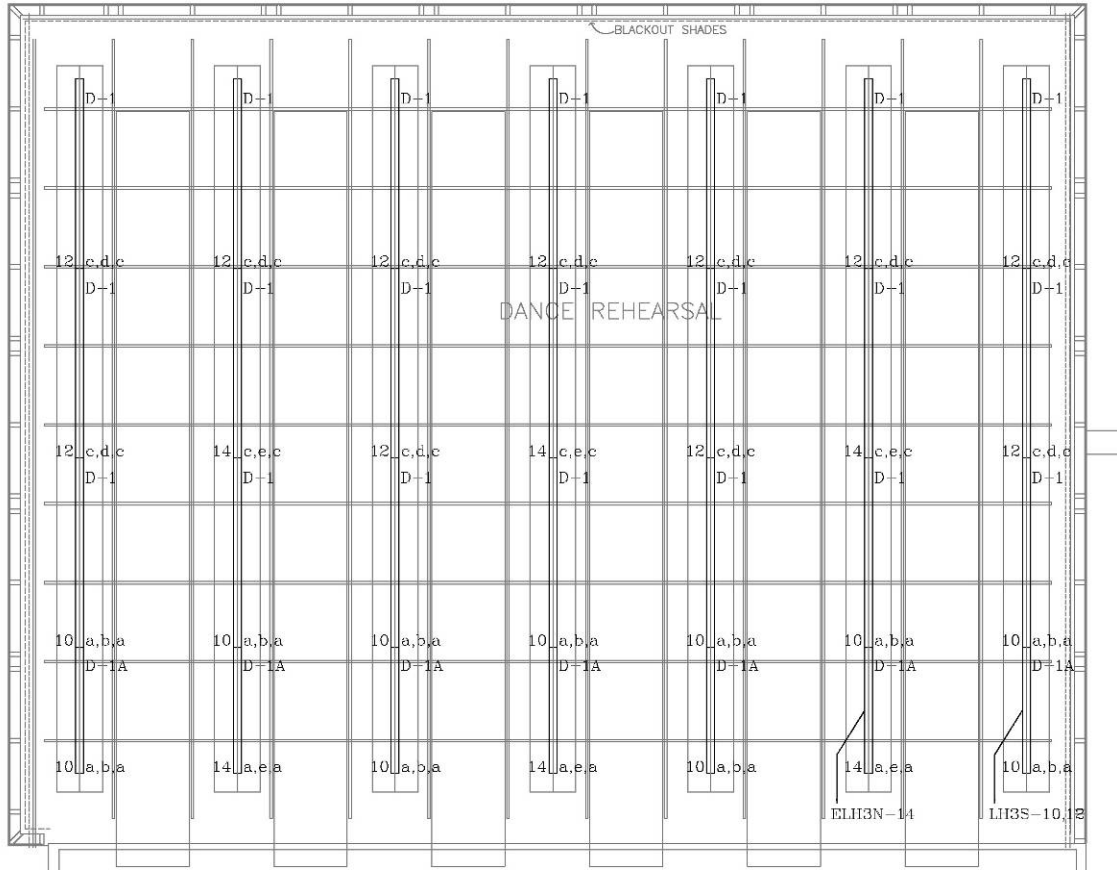 BLACKOUT SHADES
D-1 D-1 D-1 D-1 D-1 D-1 D-1
12 c,d,c 12 c,d,c 12 c,d,c 12 c,d,c 12 c,d,c 12 c,d,c 12 c,d,c
D-1 D-1 D-1 D-1 D-1 D-1 D-1
DANCE REHEARSAL
12 c,d,c 14 c,e,c 12 c,d,c 14 c,e,c 12 c,d,c 14 c,e,c 12 c,d,c
D-1 D-1 D-1 D-1 D-1 D-1 D-1
10 a,b,a 10 a,b,a 10 a,b,a 10 a,b,a 10 a,b,a 10 a,b,a 10 a,b,a
D-1A D-1A D-1A D-1A D-1A D-1A D-1A
10 a,b,a 14 a,e,a 10 a,b,a 14 a,e,a 10 a,b,a 14 a,e,a 10 a,b,a
ELH3N-14 LH3S-10,12